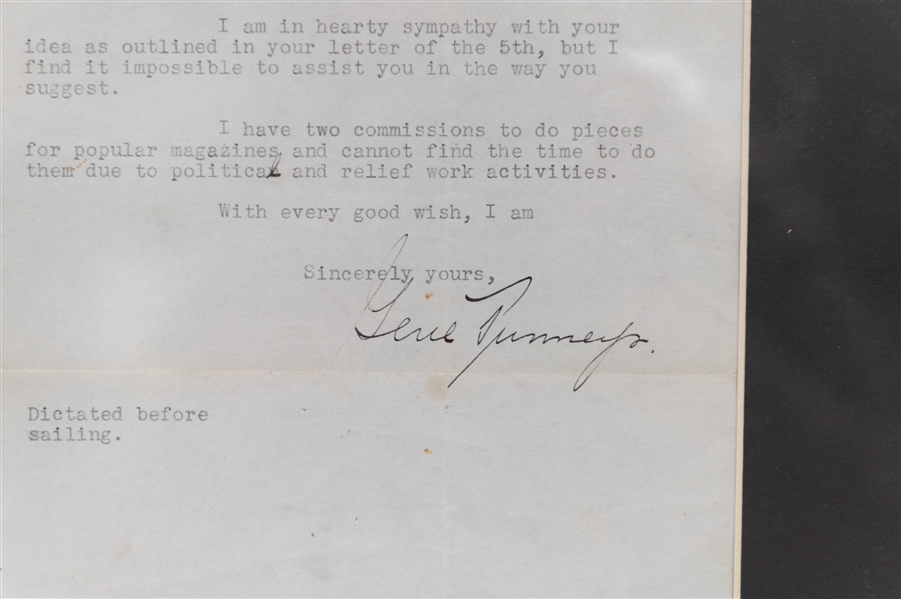 I am in hearty sympathy with your
idea as outlined in your letter of the 5th, but I
find it impossible to assist you in the way you
suggest.
I have two commissions to do pieces
for popular magazines and cannot find the time to do
them due to political and relief work activities.
With every good wish, I am
Sincerely yours,
Gene Tunney
Dictated before
sailing.